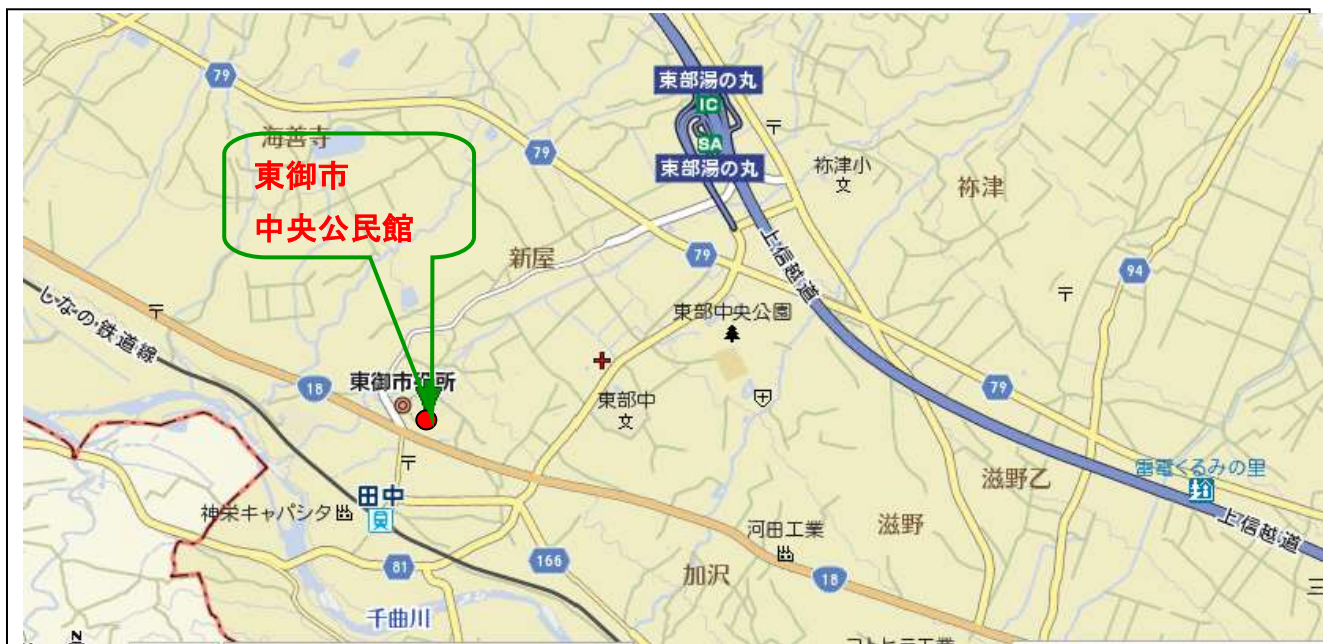 東部湯の丸
IC
SA
東部湯の丸
79
海善寺
79
祢津小
文
祢津
東御市
中央公民館
新屋
79
上信越道
94
しなの鉄道線
東部中央公園
18
東御市役所
東部中
文
79
雷電くるみの里
滋野乙
田中
神栄キャパシタ
滋野
河田工業
上信越道
81
166
加沢
18
千曲川
三